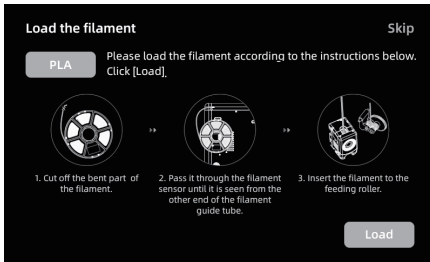 Load the filament
Skip
PLA
Please load the filament according to the instructions below.
Click [Load].
1. Cut off the bent part of
the filament.
2. Pass it through the filament
sensor until it is seen from the
other end of the filament
guide tube.
3. Insert the filament to the
feeding roller.
Load